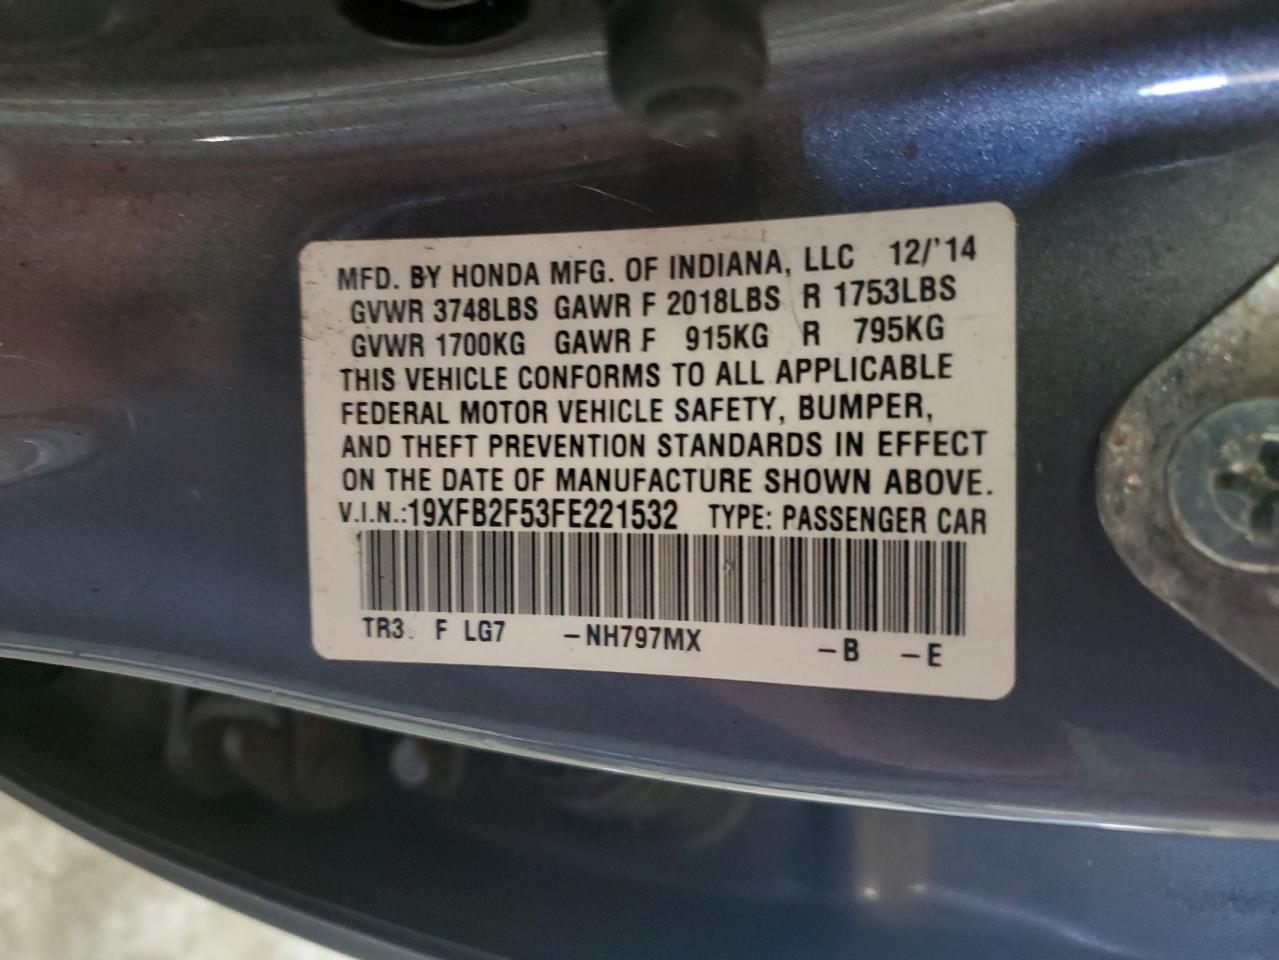 MFD. BY HONDA MFG. OF INDIANA, LLC 12/'14
GVWR 3748LBS GAWR F 2018LBS R 1753LBS
GVWR 1700KG GAWR F 915KG R 795KG
THIS VEHICLE CONFORMS TO ALL APPLICABLE
FEDERAL MOTOR VEHICLE SAFETY, BUMPER,
AND THEFT PREVENTION STANDARDS IN EFFECT
ON THE DATE OF MANUFACTURE SHOWN ABOVE.
V.I.N.:19XFB2F53FE221532 TYPE: PASSENGER CAR
TR3 F LG7 –NH797MX –B –E